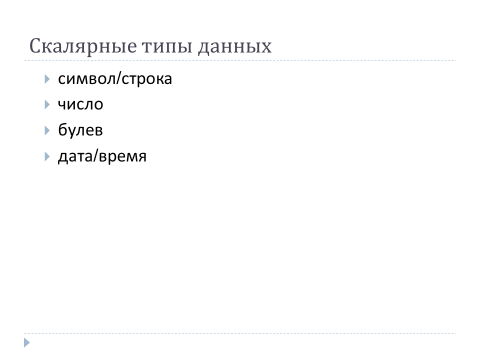 Скалярные типы данных
символ/строка
число
булев
дата/время